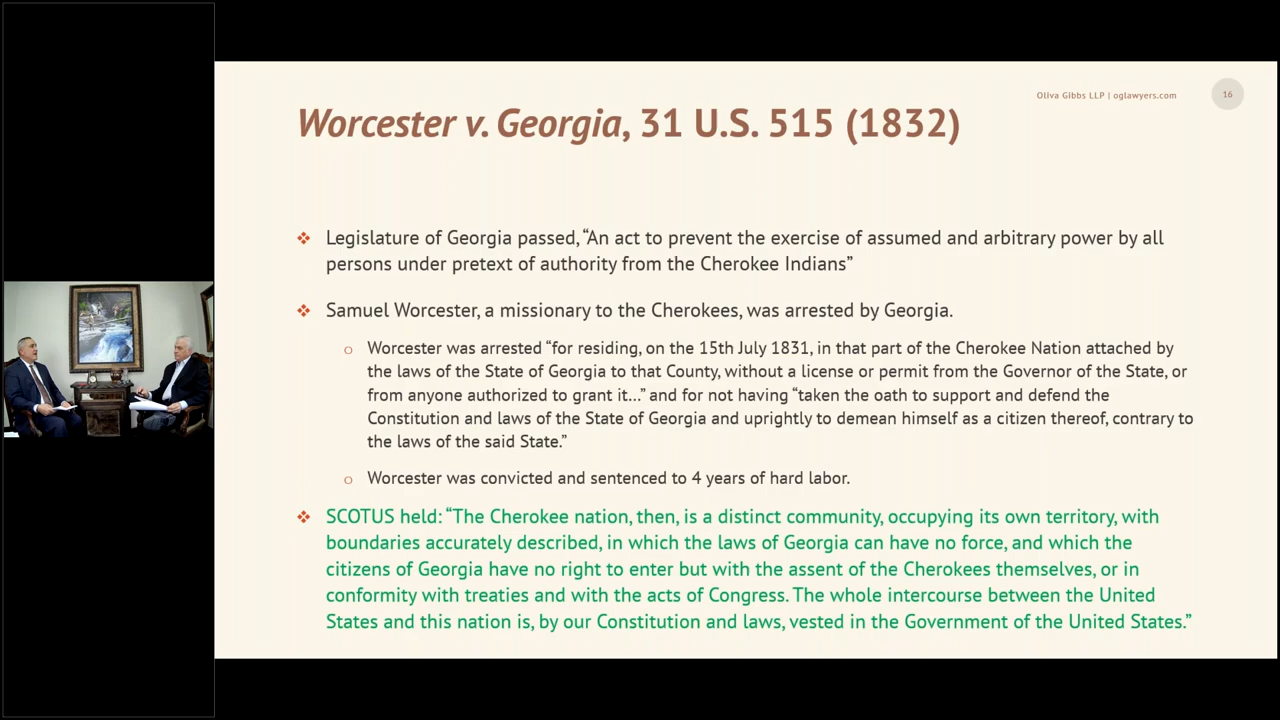 Oliva Gibbs LLP | oglawyers.com
16
Worcester v. Georgia, 31 U.S. 515 (1832)
❖ Legislature of Georgia passed, “An act to prevent the exercise of assumed and arbitrary power by all
persons under pretext of authority from the Cherokee Indians”
❖ Samuel Worcester, a missionary to the Cherokees, was arrested by Georgia.
o Worcester was arrested “for residing, on the 15th July 1831, in that part of the Cherokee Nation attached by
the laws of the State of Georgia to that County, without a license or permit from the Governor of the State, or
from anyone authorized to grant it…” and for not having “taken the oath to support and defend the
Constitution and laws of the State of Georgia and uprightly to demean himself as a citizen thereof, contrary to
the laws of the said State.”
o Worcester was convicted and sentenced to 4 years of hard labor.
❖ SCOTUS held: “The Cherokee nation, then, is a distinct community, occupying its own territory, with
boundaries accurately described, in which the laws of Georgia can have no force, and which the
citizens of Georgia have no right to enter but with the assent of the Cherokees themselves, or in
conformity with treaties and with the acts of Congress. The whole intercourse between the United
States and this nation is, by our Constitution and laws, vested in the Government of the United States.”